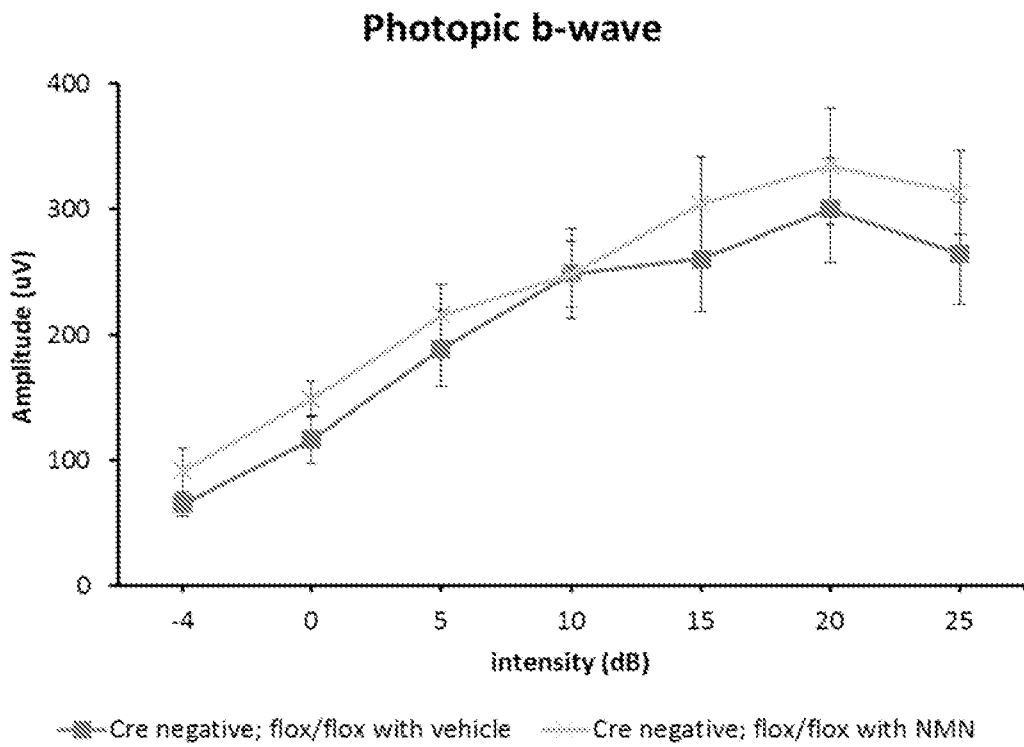 Photopic b-wave
400
300
200
100
0
Amplitude (uV)
-4 0 5 10 15 20 25
intensity (dB)
Cre negative; flox/flox with vehicle Cre negative; flox/flox with NMN